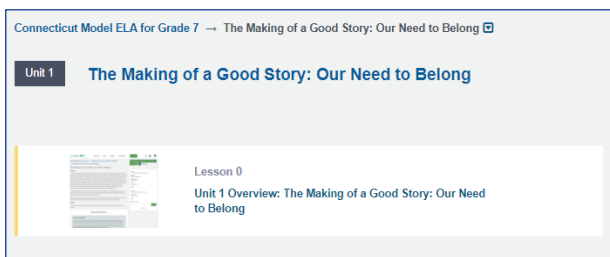 Connecticut Model ELA for Grade 7 → The Making of a Good Story: Our Need to Belong
Unit 1
The Making of a Good Story: Our Need to Belong
Lesson 0
Unit 1 Overview: The Making of a Good Story: Our Need
to Belong